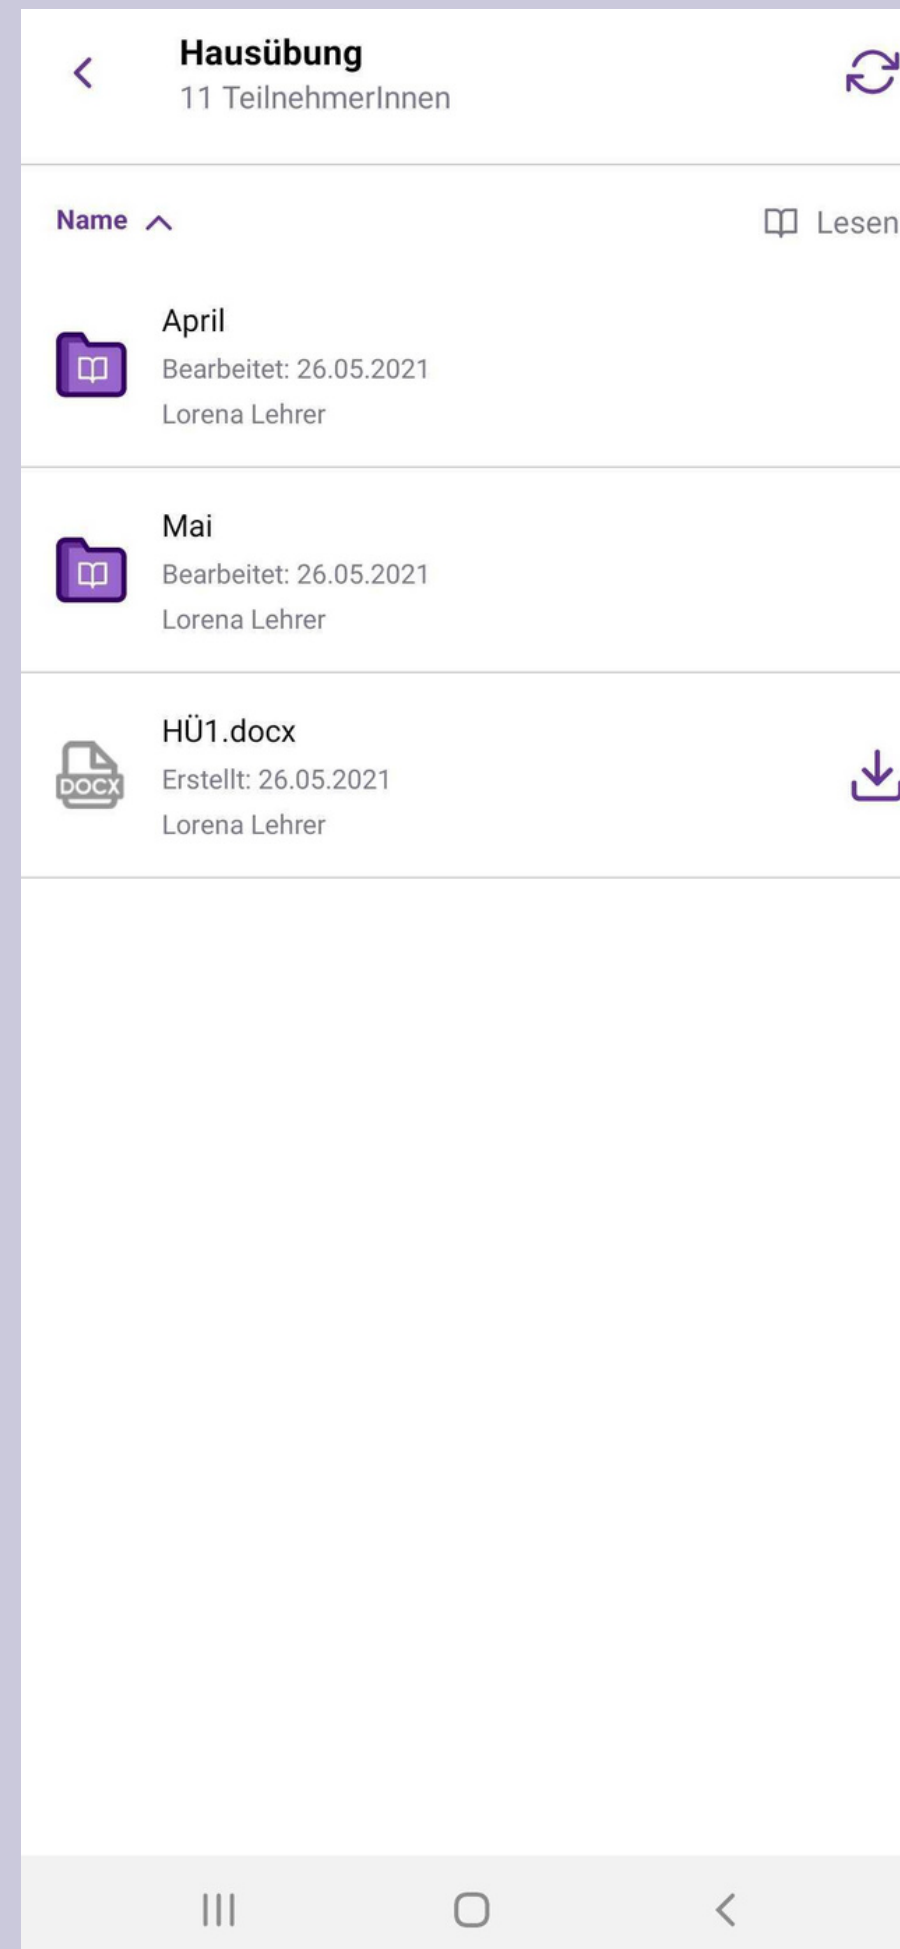 Hausübung
11 TeilnehmerInnen
Name
Lesen
April
Bearbeitet: 26.05.2021
Lorena Lehrer
Mai
Bearbeitet: 26.05.2021
Lorena Lehrer
HÜ1.docx
DOCX
Erstellt: 26.05.2021
Lorena Lehrer